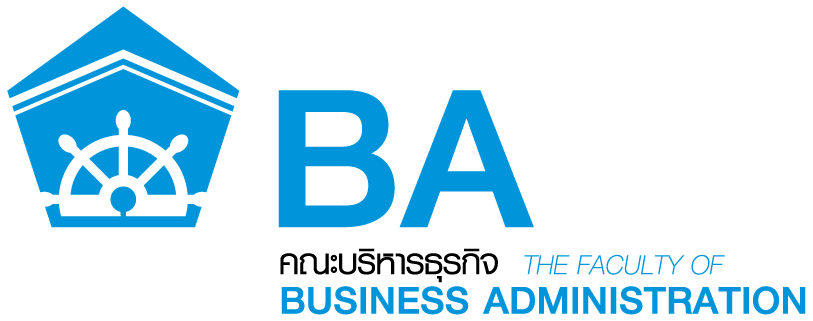 BA
คณะบริหารธุรกิจ THE FACULTY OF
BUSINESS ADMINISTRATION